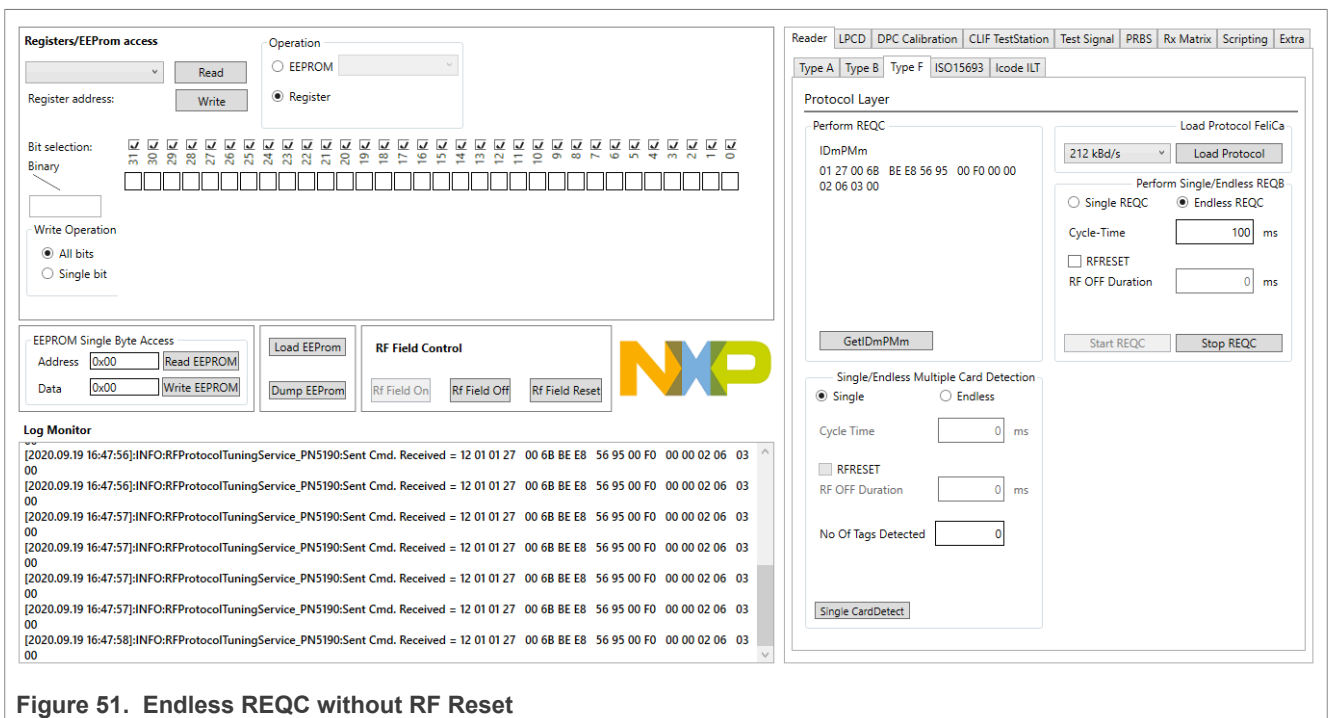 Registers/EEProm access
Read
Register address:
Write
Operation
EEPROM
Register
Bit selection:
31 30 29 28 27 26 25 24 23 22 21 20 19 18 17 16 15 14 13 12 11 10 9 8 7 6 5 4 3 2 1 0
Binary
Write Operation
All bits
Single bit
EEPROM Single Byte Access
Address 0x00 Read EEPROM
Data 0x00 Write EEPROM
Load EEProm
Dump EEProm
RF Field Control
Rf Field On Rf Field Off Rf Field Reset
NXP
Log Monitor
00
[2020.09.19 16:47:56]:INFO:RFProtocolTuningService_PN5190:Sent Cmd. Received = 12 01 01 27 00 6B BE E8 56 95 00 F0 00 00 02 06 03
00
[2020.09.19 16:47:56]:INFO:RFProtocolTuningService_PN5190:Sent Cmd. Received = 12 01 01 27 00 6B BE E8 56 95 00 F0 00 00 02 06 03
00
[2020.09.19 16:47:57]:INFO:RFProtocolTuningService_PN5190:Sent Cmd. Received = 12 01 01 27 00 6B BE E8 56 95 00 F0 00 00 02 06 03
00
[2020.09.19 16:47:57]:INFO:RFProtocolTuningService_PN5190:Sent Cmd. Received = 12 01 01 27 00 6B BE E8 56 95 00 F0 00 00 02 06 03
00
[2020.09.19 16:47:57]:INFO:RFProtocolTuningService_PN5190:Sent Cmd. Received = 12 01 01 27 00 6B BE E8 56 95 00 F0 00 00 02 06 03
00
[2020.09.19 16:47:57]:INFO:RFProtocolTuningService_PN5190:Sent Cmd. Received = 12 01 01 27 00 6B BE E8 56 95 00 F0 00 00 02 06 03
00
[2020.09.19 16:47:58]:INFO:RFProtocolTuningService_PN5190:Sent Cmd. Received = 12 01 01 27 00 6B BE E8 56 95 00 F0 00 00 02 06 03
00
Reader LPCD DPC Calibration CLIF TestStation Test Signal PRBS Rx Matrix Scripting Extra
Type A Type B Type F ISO15693 Icode ILT
Protocol Layer
Perform REQC
IDmPMm
01 27 00 6B BE E8 56 95 00 F0 00 00
02 06 03 00
GetIDmPMm
Load Protocol FeliCa
212 kBd/s Load Protocol
Perform Single/Endless REQB
Single REQC Endless REQC
Cycle-Time 100 ms
RFRESET
RF OFF Duration 0 ms
Start REQC Stop REQC
Single/Endless Multiple Card Detection
Single Endless
Cycle Time 0 ms
RFRESET
RF OFF Duration 0 ms
No Of Tags Detected 0
Single CardDetect
Figure 51. Endless REQC without RF Reset